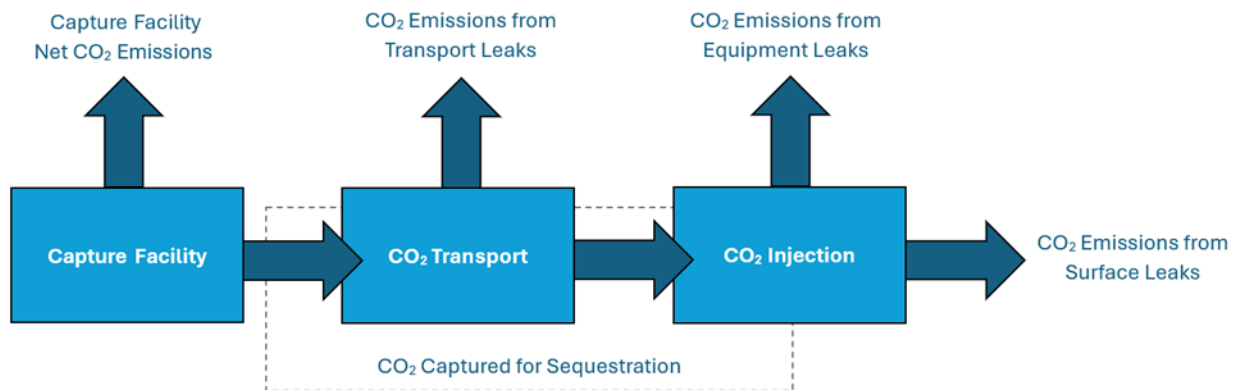 Capture Facility
Net CO₂ Emissions
CO₂ Emissions from
Transport Leaks
CO₂ Emissions from
Equipment Leaks
Capture Facility
CO₂ Transport
CO₂ Injection
CO₂ Emissions from
Surface Leaks
CO₂ Captured for Sequestration